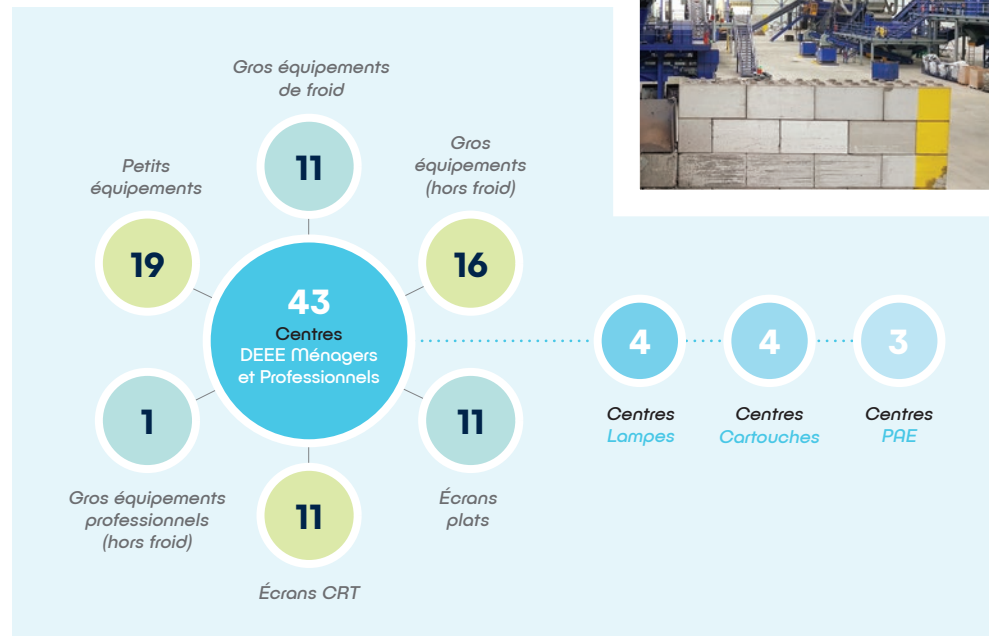 Gros équipements
de froid
11
Petits
équipements
19
Gros
équipements
(hors froid)
16
43
Centres
DEEE Ménagers
et Professionnels
1
Gros équipements
professionnels
(hors froid)
11
Écrans CRT
11
Écrans
plats
4
Centres
Lampes
4
Centres
Cartouches
3
Centres
PAE